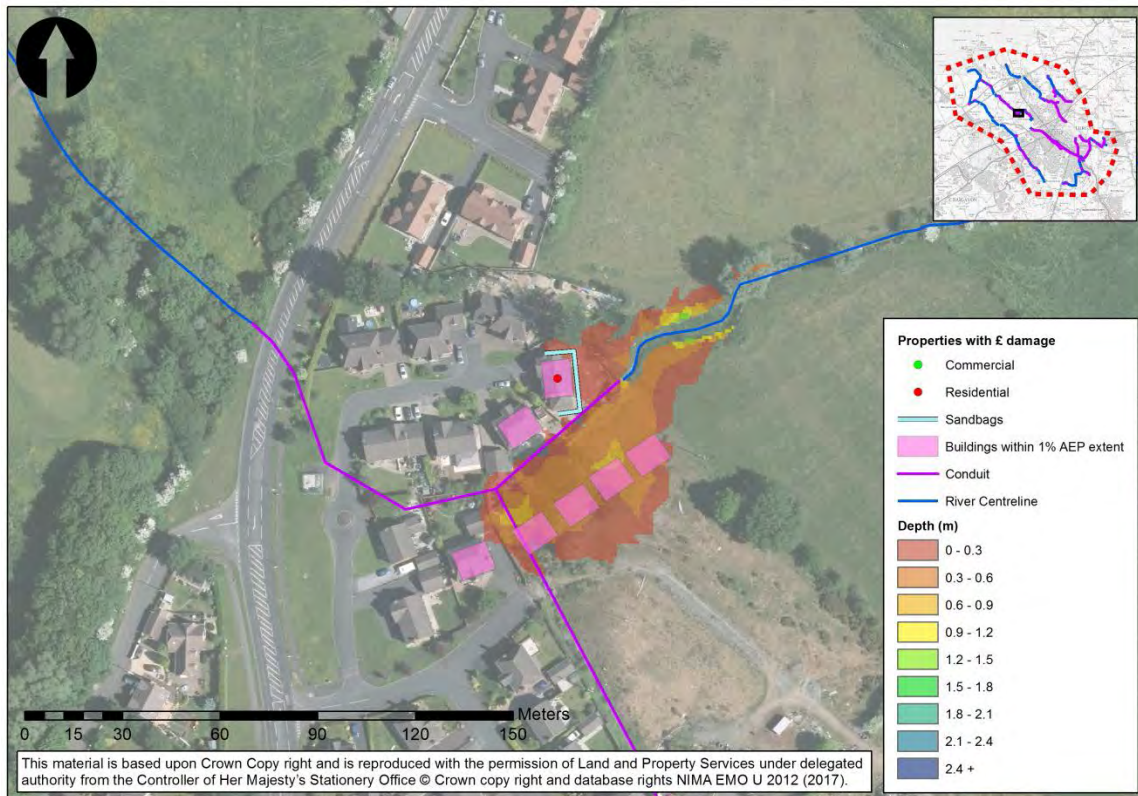 Properties with £ damage
Commercial
Residential
Sandbags
Buildings within 1% AEP extent
Conduit
River Centreline
Depth (m)
0 - 0.3
0.3 - 0.6
0.6 - 0.9
0.9 - 1.2
1.2 - 1.5
1.5 - 1.8
1.8 - 2.1
2.1 - 2.4
2.4 +
Meters
0 15 30 60 90 120 150
This material is based upon Crown Copy right and is reproduced with the permission of Land and Property Services under delegated
authority from the Controller of Her Majesty's Stationery Office © Crown copy right and database rights NIMA EMO U 2012 (2017).